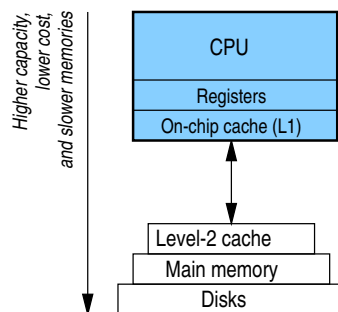 Higher capacity,
lower cost,
and slower memories
CPU
Registers
On-chip cache (L1)
Level-2 cache
Main memory
Disks